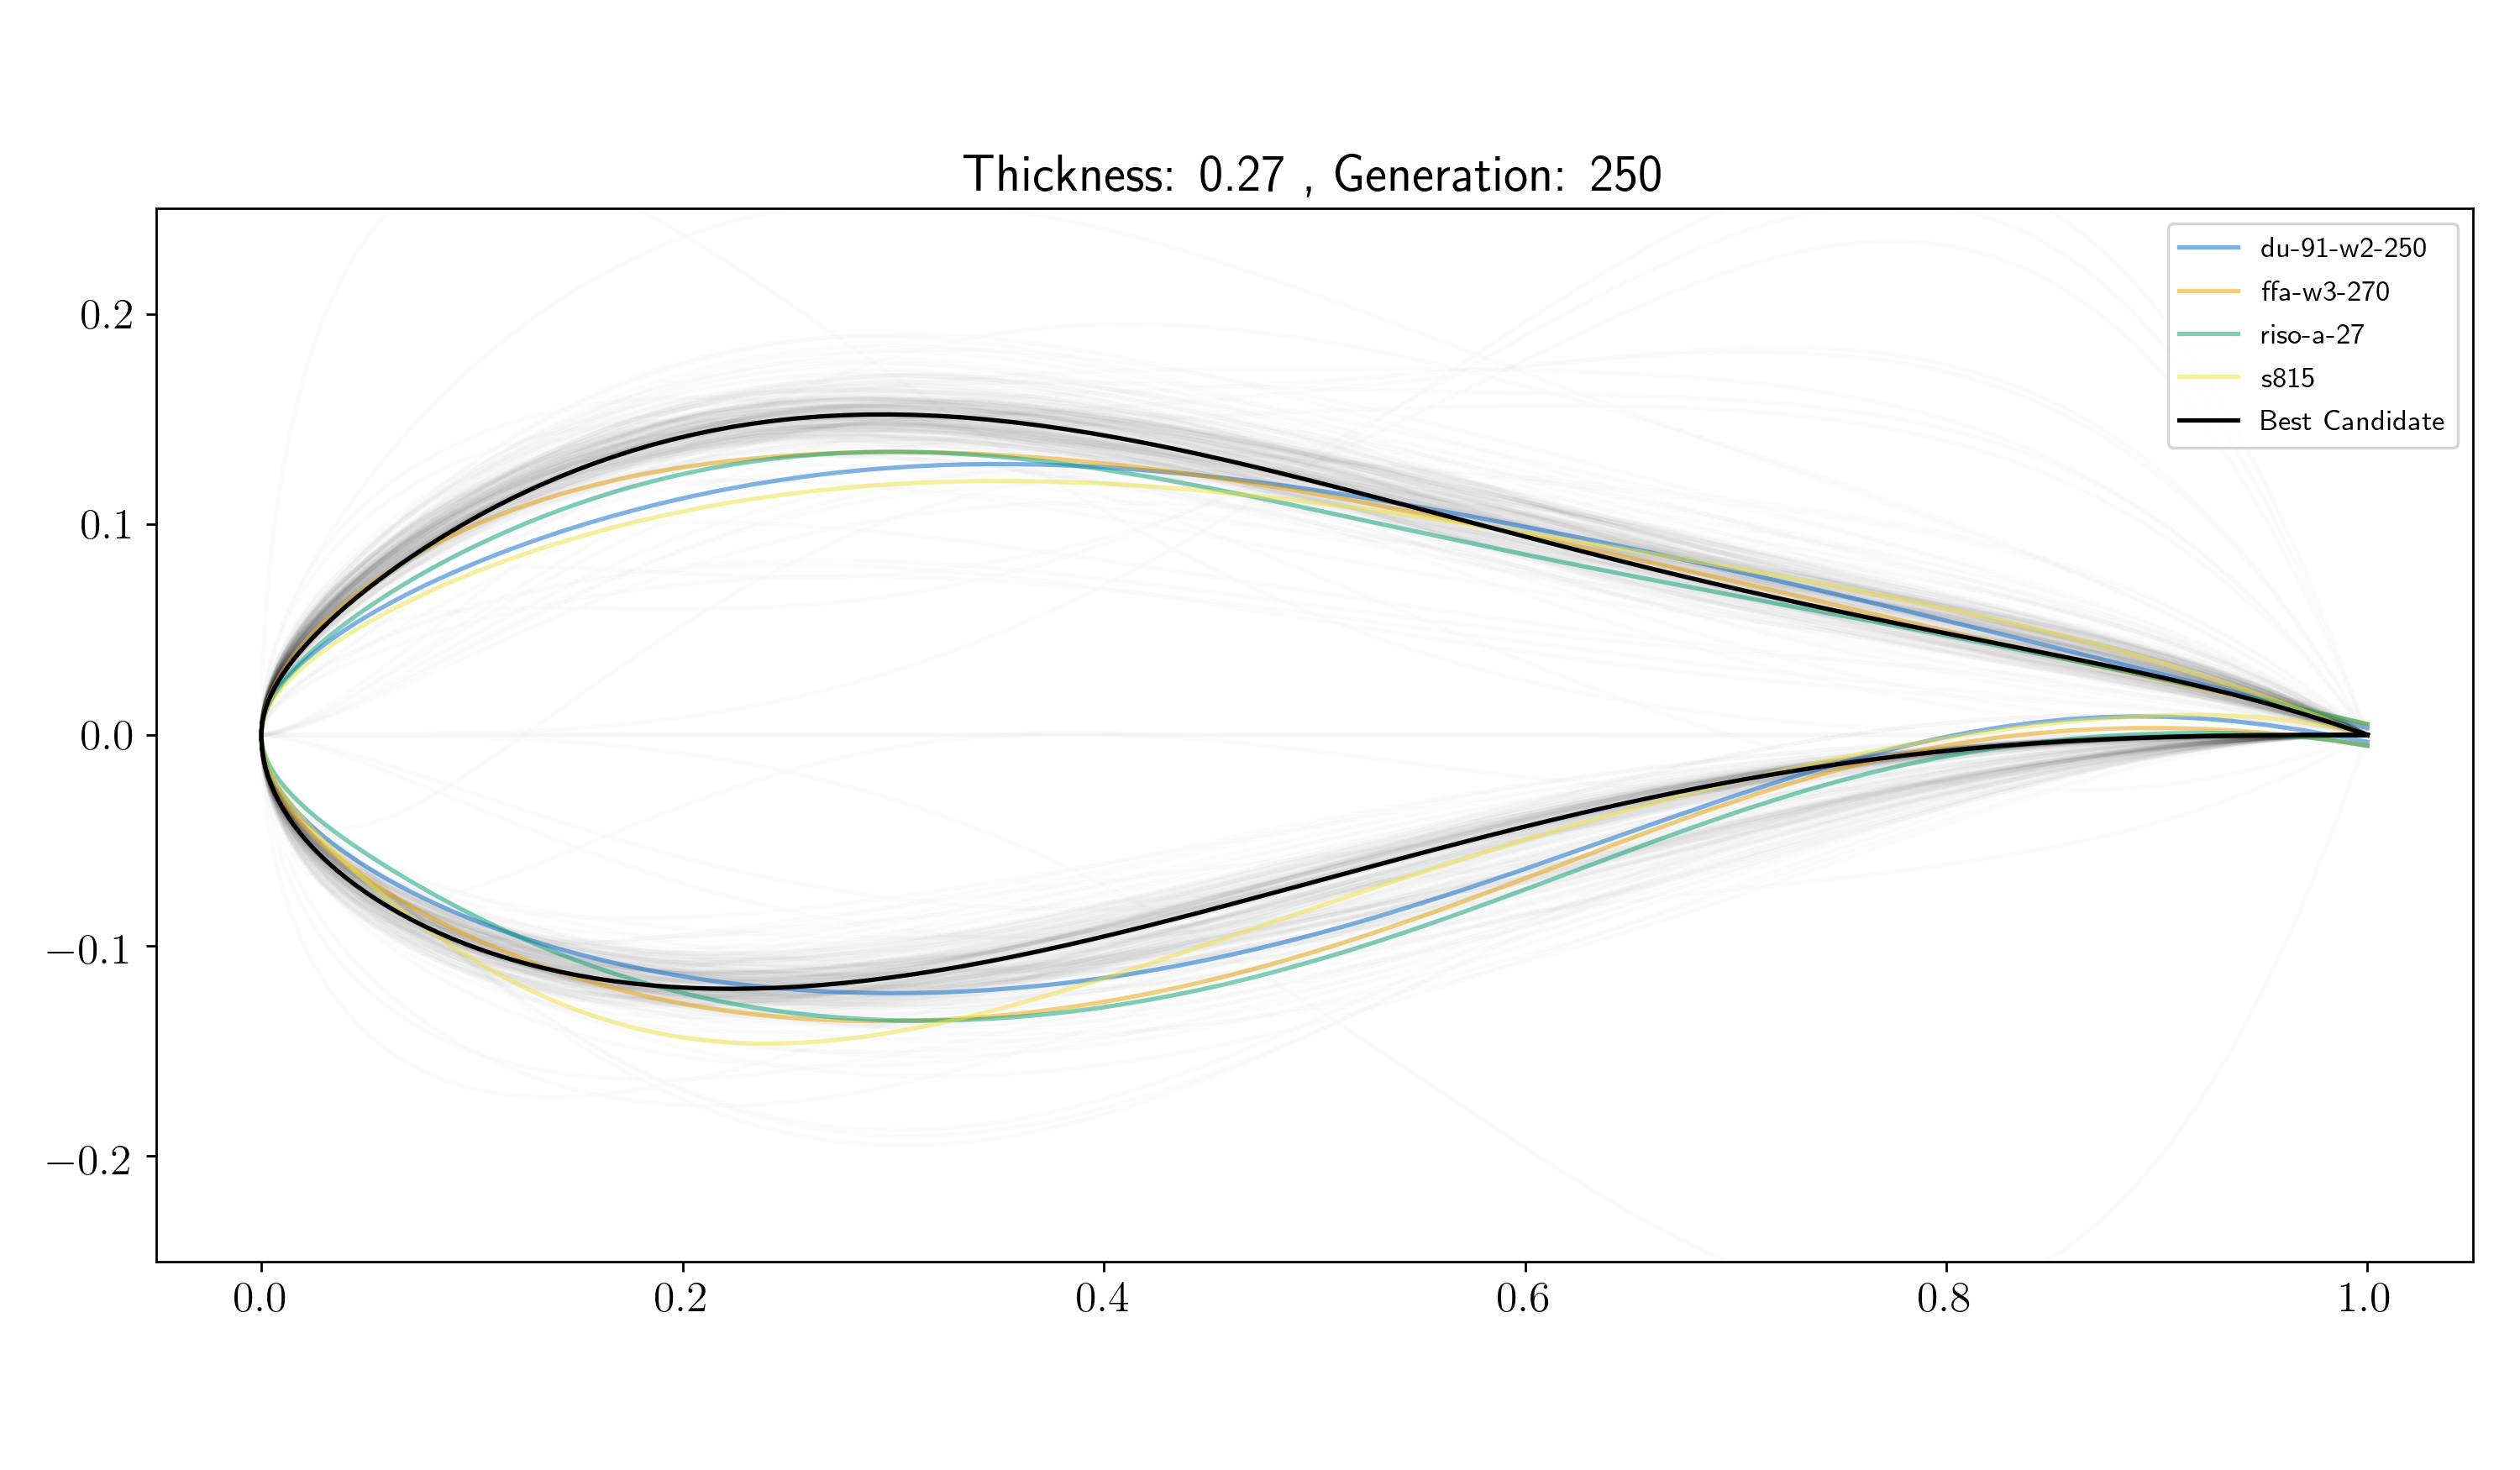 Thickness: 0.27 , Generation: 250
du-91-w2-250
ffa-w3-270
riso-a-27
s815
Best Candidate
0.2
0.1
0.0
−0.1
−0.2
0.0 0.2 0.4 0.6 0.8 1.0